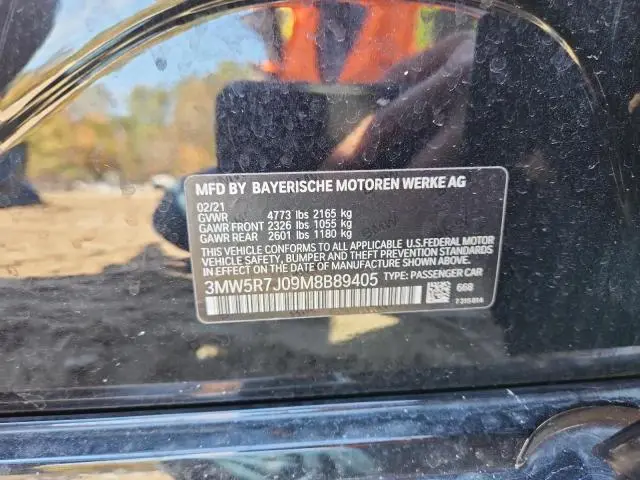 MFD BY BAYERISCHE MOTOREN WERKE AG
02/21
GVWR 4773 lbs 2165 kg
GAWR FRONT 2326 lbs 1055 kg
GAWR REAR 2601 lbs 1180 kg
THIS VEHICLE CONFORMS TO ALL APPLICABLE U.S.FEDERAL MOTOR
VEHICLE SAFETY, BUMPER AND THEFT PREVENTION STANDARDS
IN EFFECT ON THE DATE OF MANUFACTURE SHOWN ABOVE.
3MW5R7J09M8B89405 TYPE: PASSENGER CAR
668
7315014